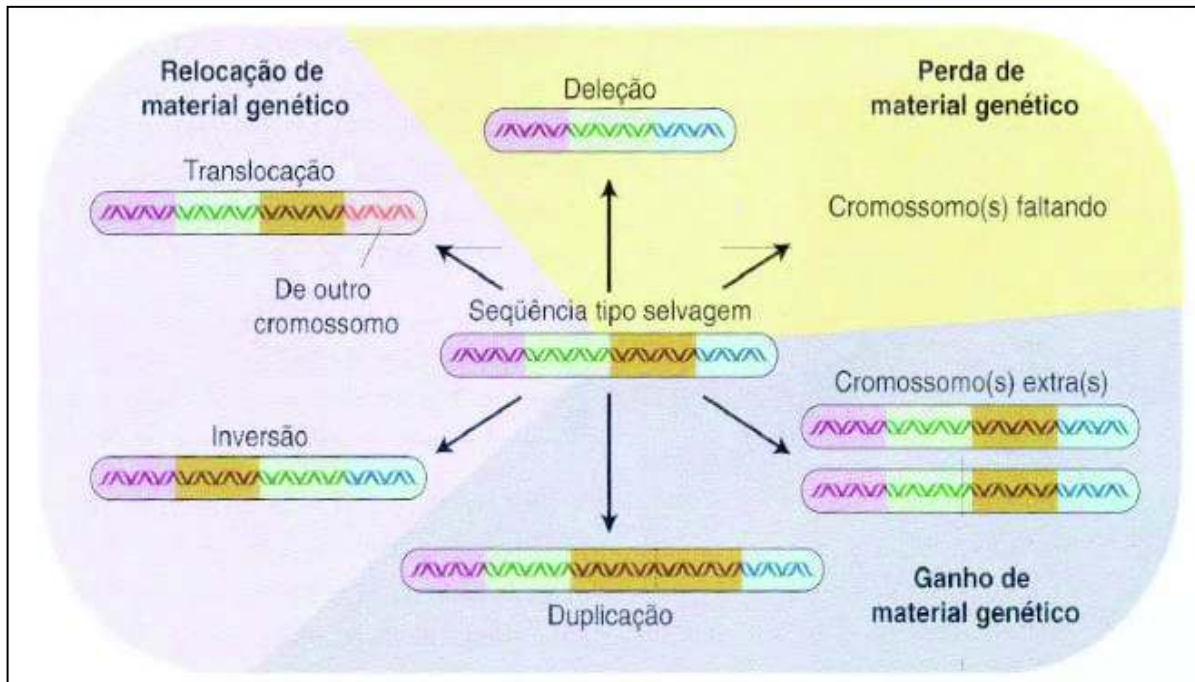 Relocação de
material genético
Translocação
De outro
cromossomo
Inversão
Deleção
Perda de
material genético
Cromossomo(s) faltando
Seqüência tipo selvagem
Cromossomo(s) extra(s)
Duplicação
Ganho de
material genético